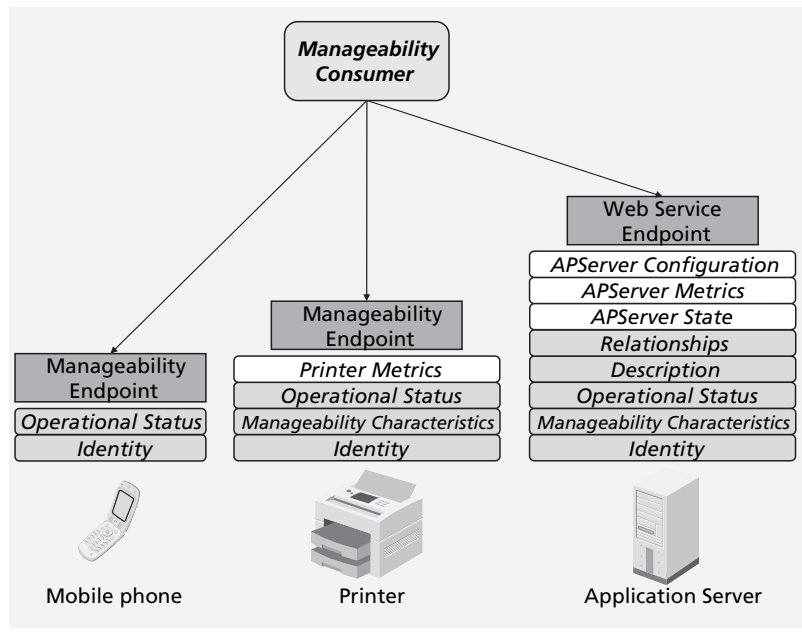 Manageability
Consumer
Manageability
Endpoint
Operational Status
Identity
Mobile phone
Manageability
Endpoint
Printer Metrics
Operational Status
Manageability Characteristics
Identity
Printer
Web Service
Endpoint
APServer Configuration
APServer Metrics
APServer State
Relationships
Description
Operational Status
Manageability Characteristics
Identity
Application Server